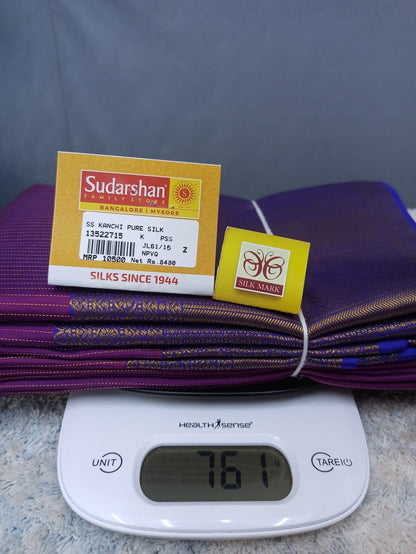 Sudarshan
FAMILY STORE
BANGALORE | MYSORE
SS KANCHI PURE SILK
13522715 K PSS
JL61/15 Z
NPVQ
MRP 10500 Net Rs.8400
SILKS SINCE 1944
SILK MARK
HEALTH SENSE
UNIT
761 g
TARE